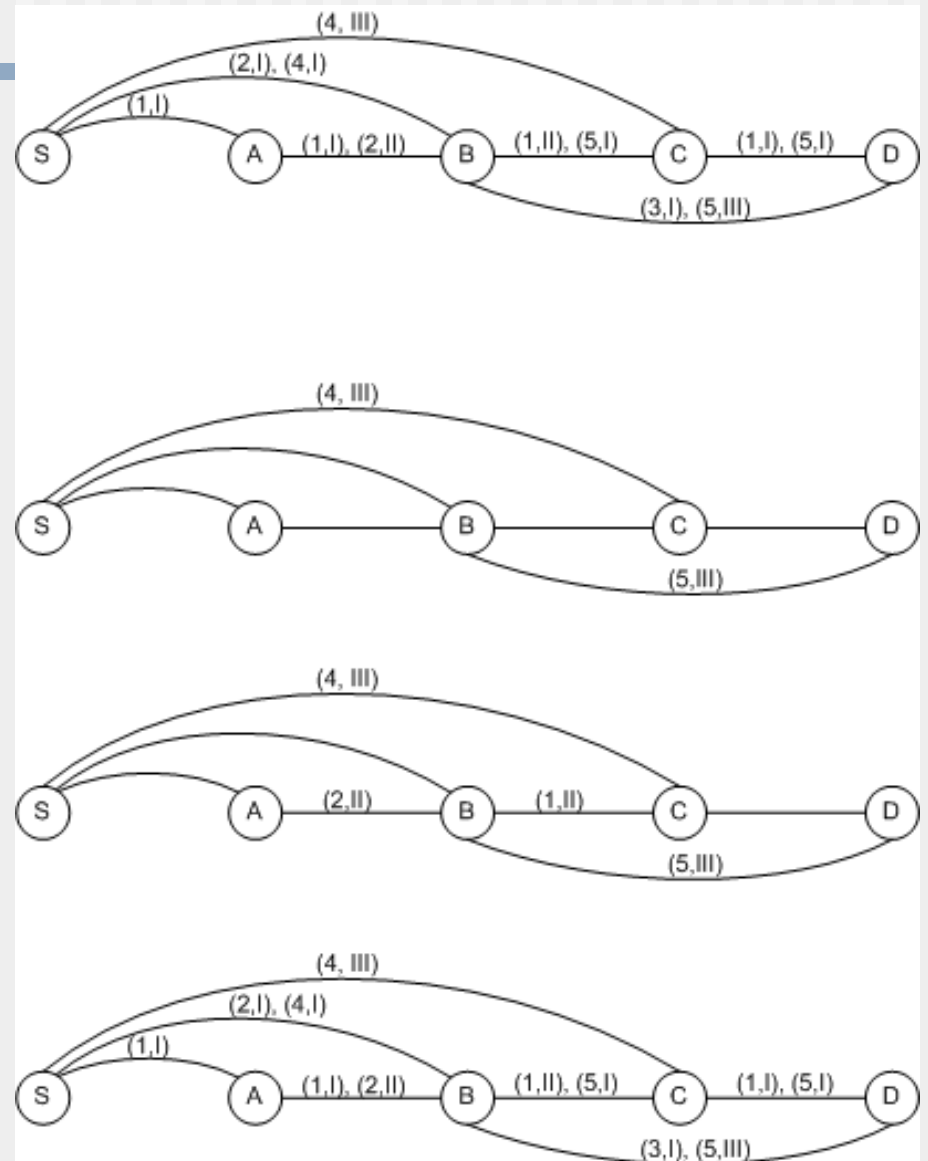 (4, III)
(2,I), (4,I)
(1,I)
S A (1,I), (2,II) B (1,II), (5,I) C (1,I), (5,I) D
(3,I), (5,III)
(4, III)
S A B C D
(5,III)
(4, III)
S A (2,II) B (1,II) C D
(5,III)
(4, III)
(2,I), (4,I)
(1,I)
S A (1,I), (2,II) B (1,II), (5,I) C (1,I), (5,I) D
(3,I), (5,III)